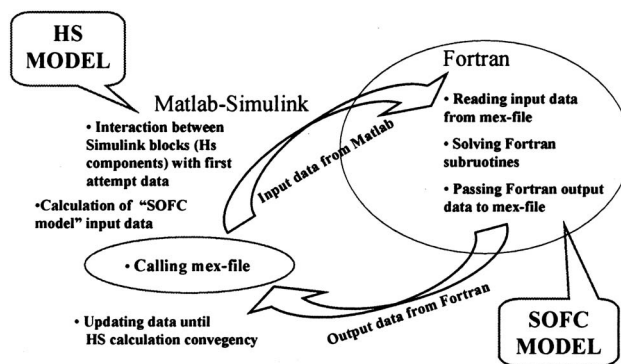 HS
MODEL
Matlab-Simulink
• Interaction between
Simulink blocks (Hs
components) with first
attempt data
•Calculation of “SOFC
model” input data
• Calling mex-file
• Updating data until
HS calculation convegency
Input data from Matlab
Fortran
• Reading input data
from mex-file
• Solving Fortran
subruotines
• Passing Fortran output
data to mex-file
Output data from Fortran
SOFC
MODEL